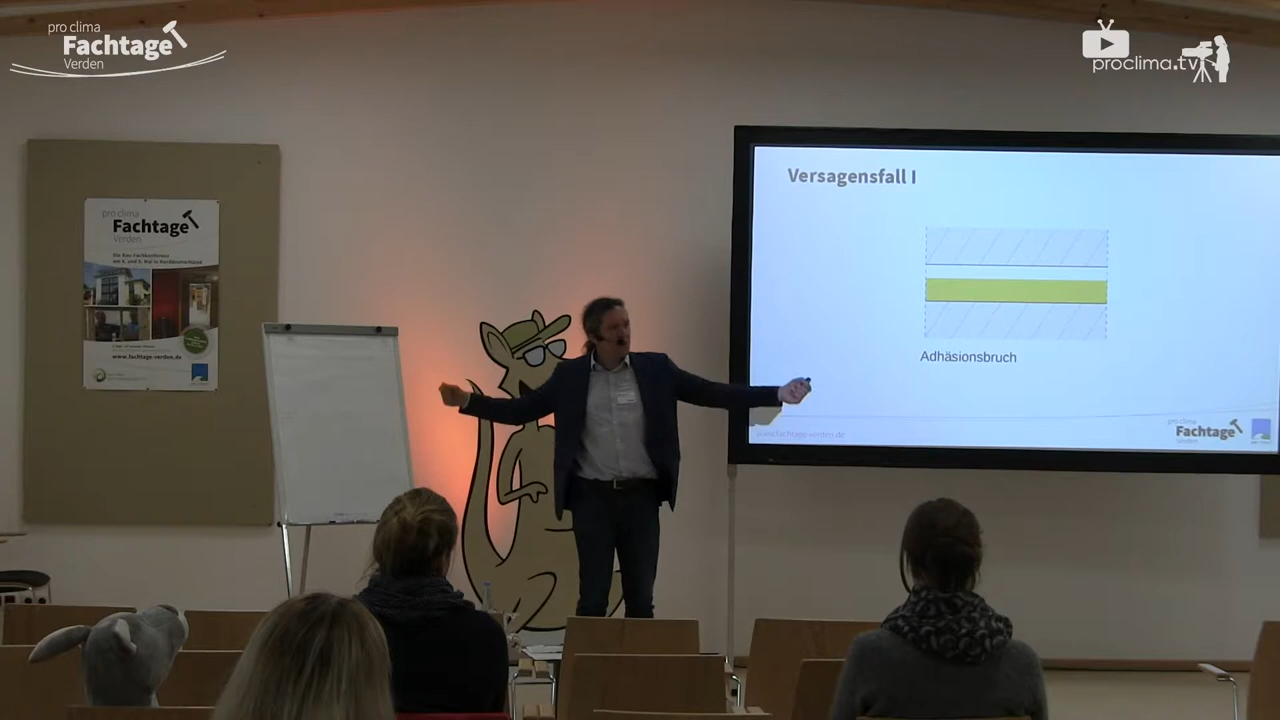 pro clima
Fachtage
Verden
proclima.tv
pro clima
Fachtage
Verden
www.fachtage-verden.de
Versagensfall I
Adhäsionsbruch
www.fachtage-verden.de
Fachtage
Verden